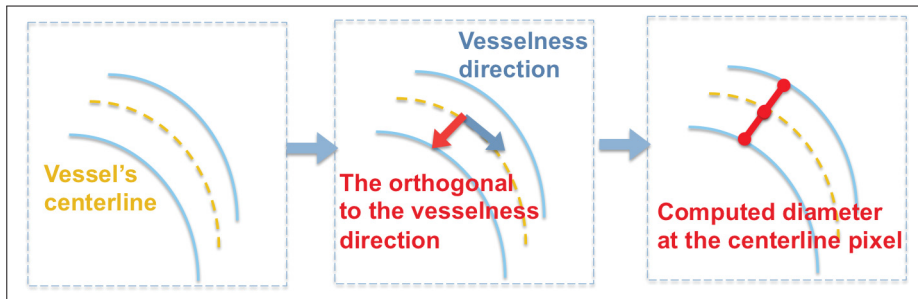 Vessel's
centerline
Vesselness
direction
The orthogonal
to the vesselness
direction
Computed diameter
at the centerline pixel